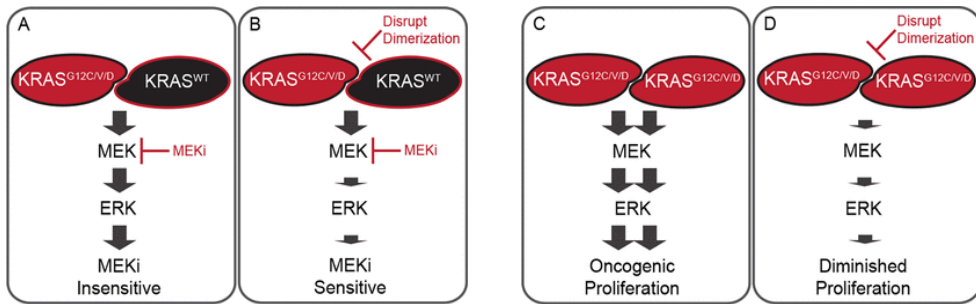 A
KRASG12C/V/D
KRASWT
MEK
MEKi
ERK
MEKi
Insensitive
B
Disrupt
Dimerization
KRASG12C/V/D
KRASWT
MEK
MEKi
ERK
MEKi
Sensitive
C
KRASG12C/V/D
KRASG12C/V/D
MEK
ERK
Oncogenic
Proliferation
D
Disrupt
Dimerization
KRASG12C/V/D
KRASG12C/V/D
MEK
ERK
Diminished
Proliferation